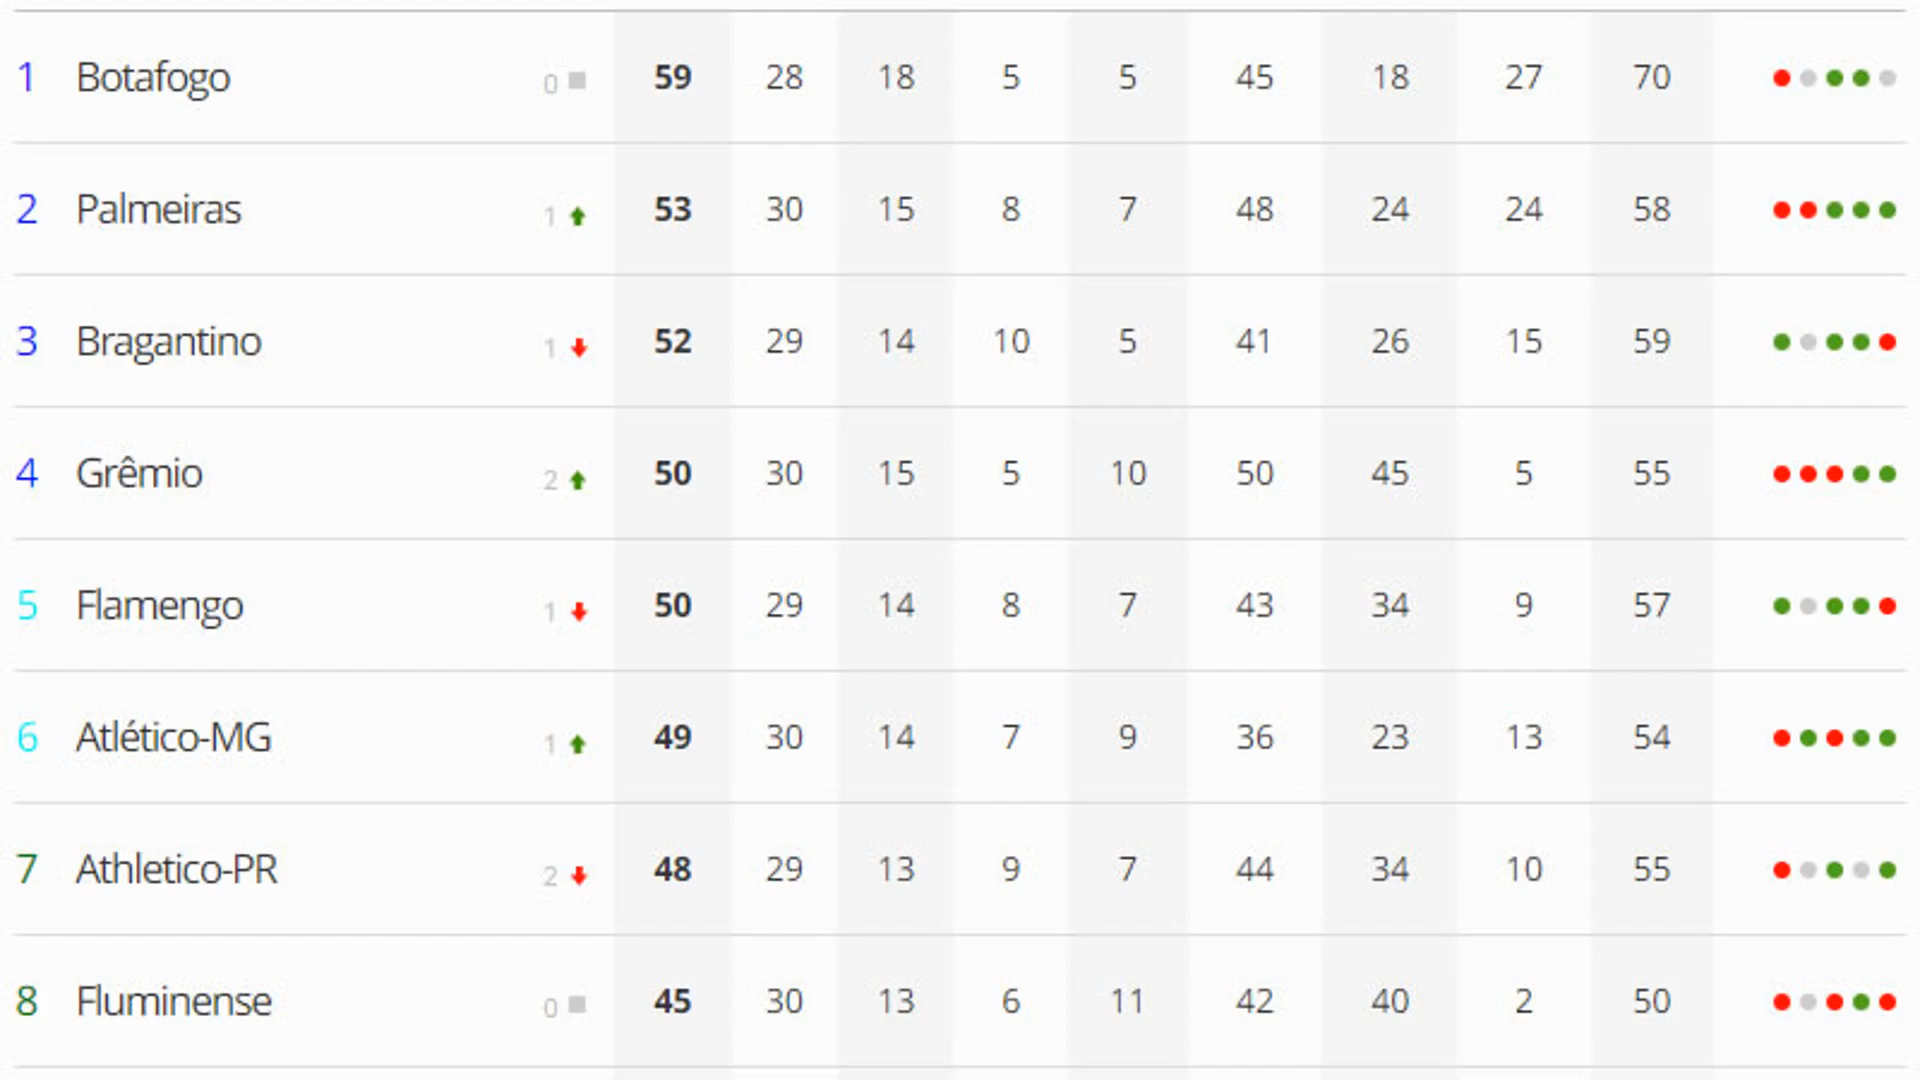 1 Botafogo 0 59 28 18 5 5 45 18 27 70
2 Palmeiras 1 53 30 15 8 7 48 24 24 58
3 Bragantino 1 52 29 14 10 5 41 26 15 59
4 Grêmio 2 50 30 15 5 10 50 45 5 55
5 Flamengo 1 50 29 14 8 7 43 34 9 57
6 Atlético-MG 1 49 30 14 7 9 36 23 13 54
7 Athletico-PR 2 48 29 13 9 7 44 34 10 55
8 Fluminense 0 45 30 13 6 11 42 40 2 50